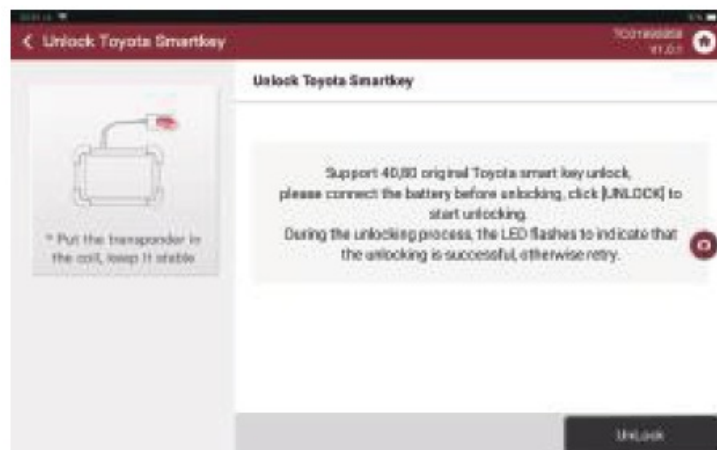 Unlock Toyota Smartkey
V1.0.1
Unlock Toyota Smartkey
Support 40,80 original Toyota smart key unlock,
please connect the battery before unlocking, click [UNLOCK] to
start unlocking.
During the unlocking process, the LED flashes to indicate that
the unlocking is successful, otherwise retry.
* Put the transponder in
the coil, keep it stable
UnLock